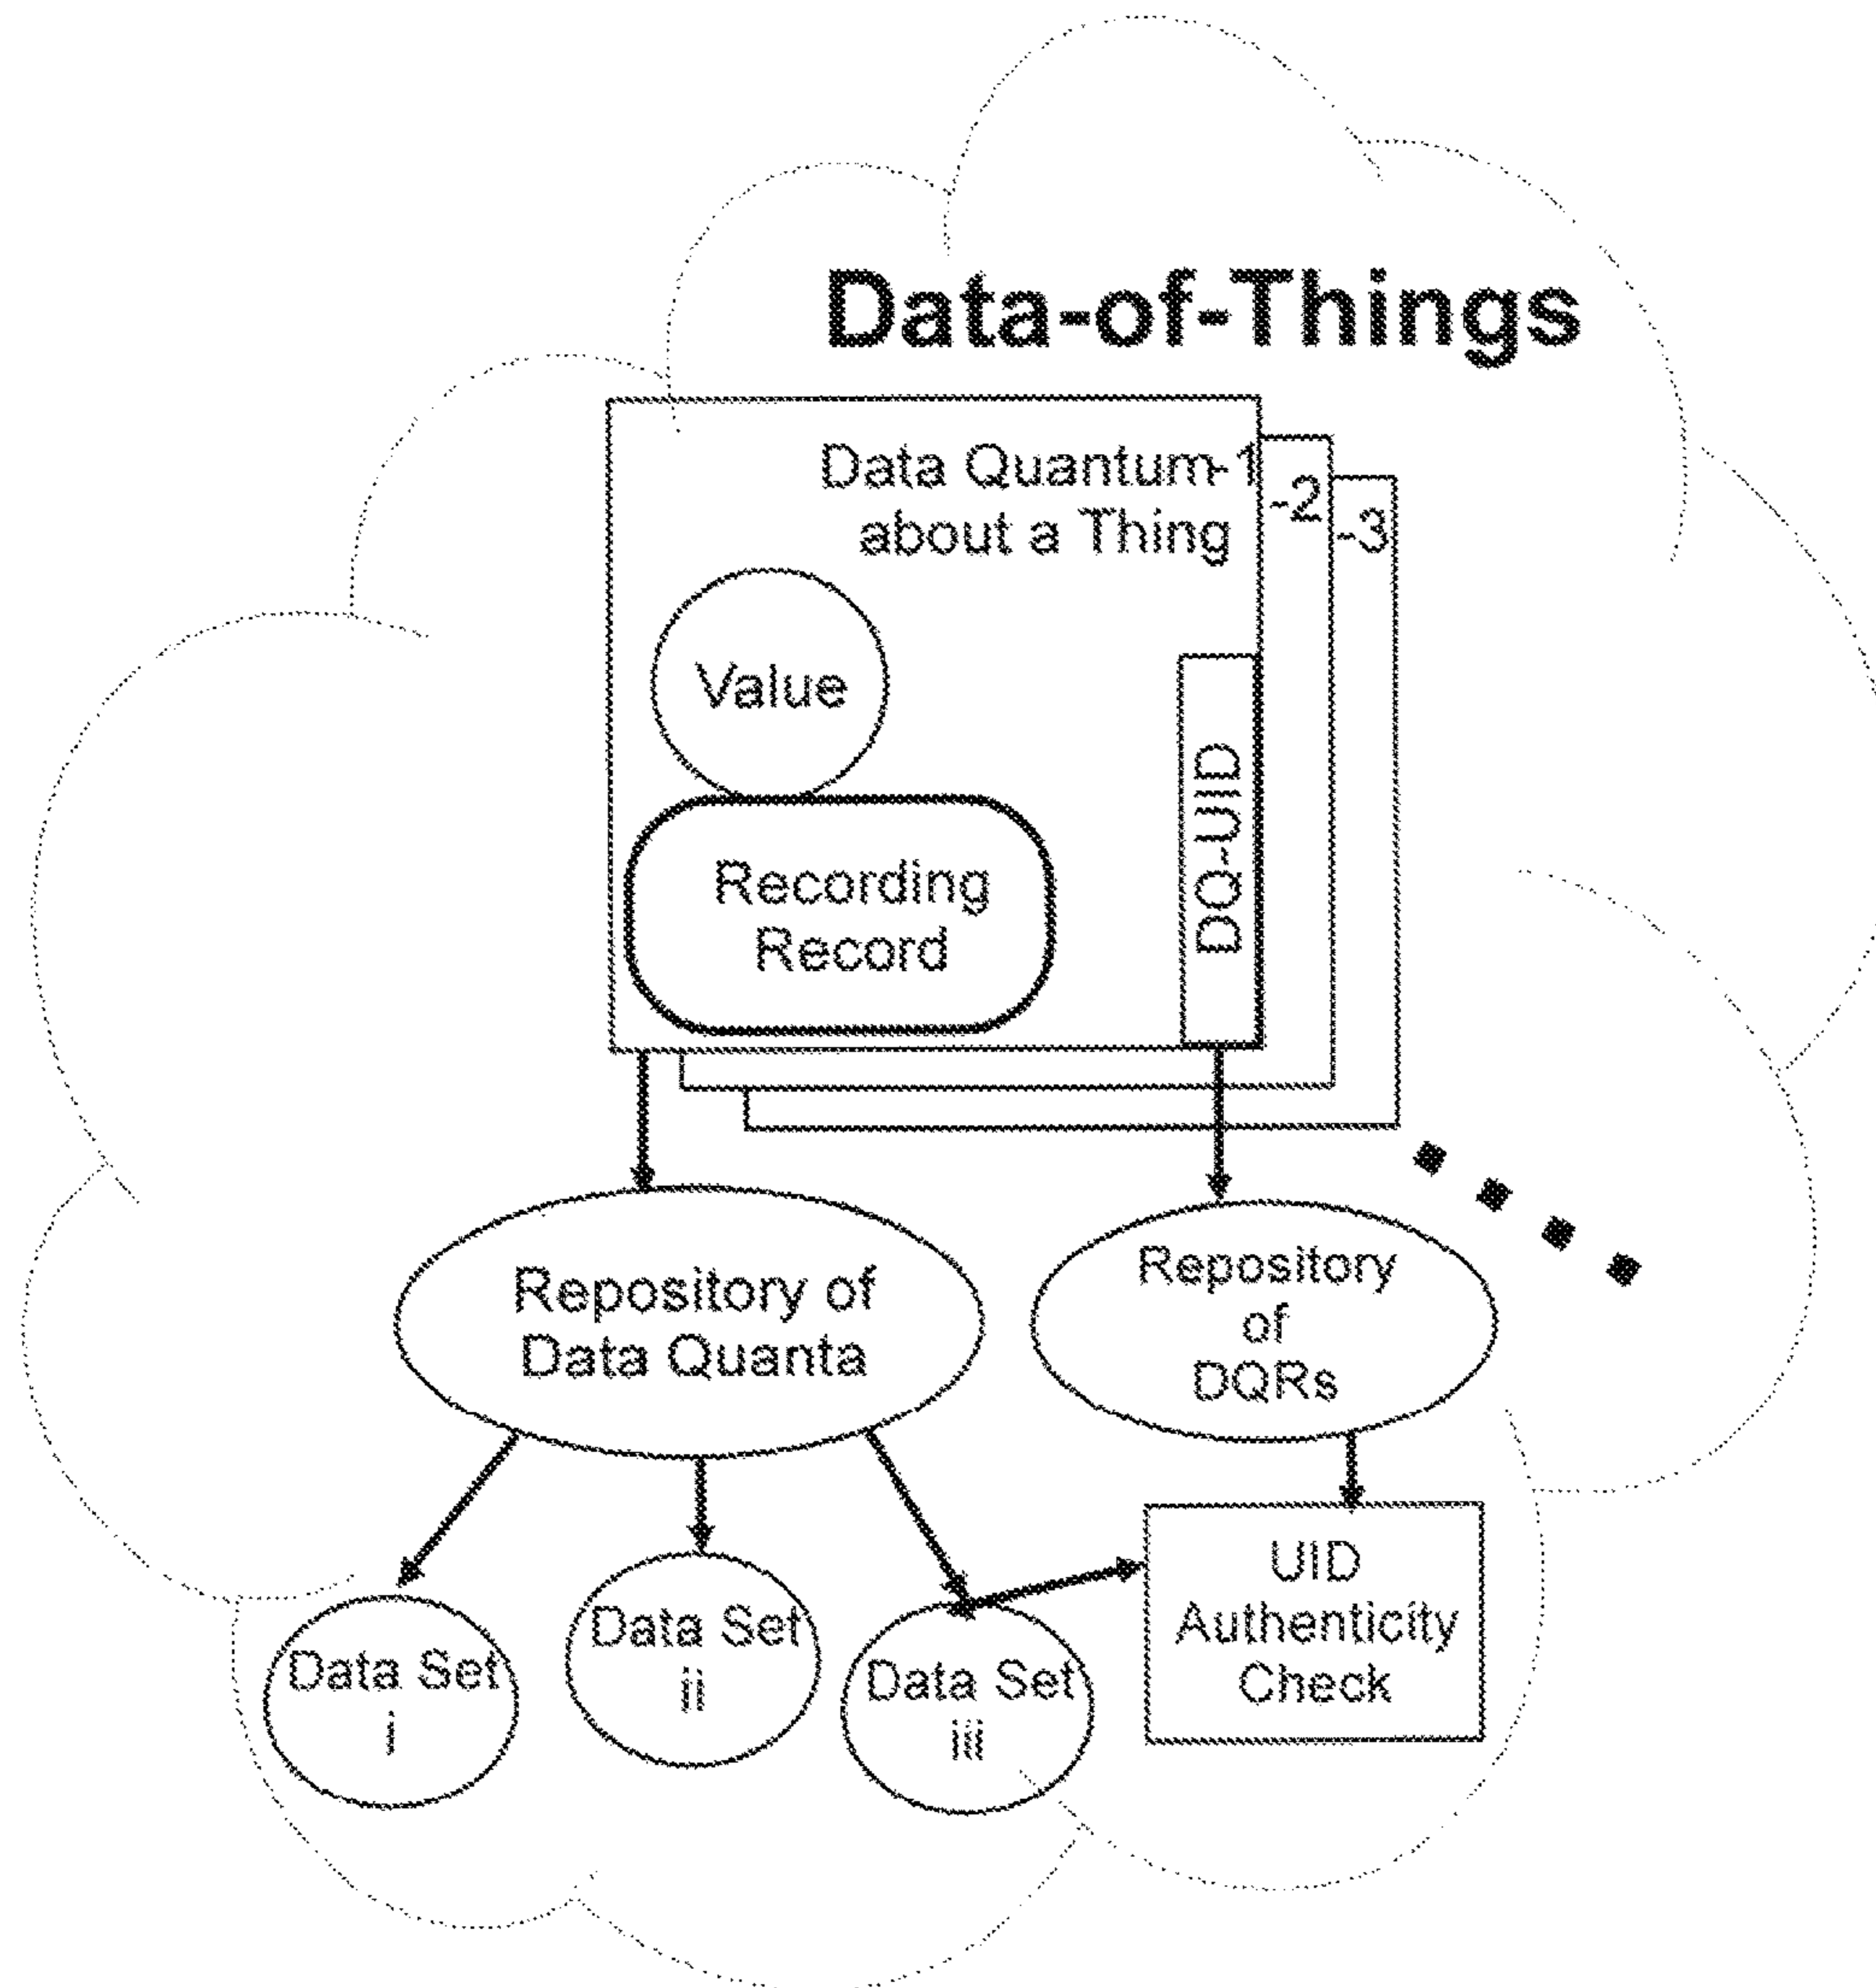 Data-of-Things
Data Quantum-1
about a Thing
-2
-3
Value
DQ-UID
Recording
Record
Repository of
Data Quanta
Repository
of
DQRs
Data Set
i
Data Set
ii
Data Set
iii
UID
Authenticity
Check